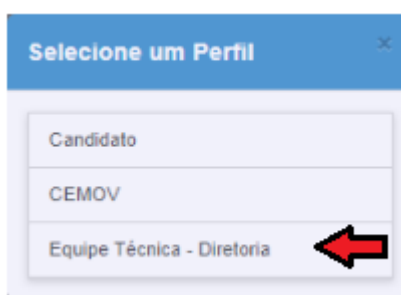 Selecione um Perfil ×
Candidato
CEMOV
Equipe Técnica - Diretoria